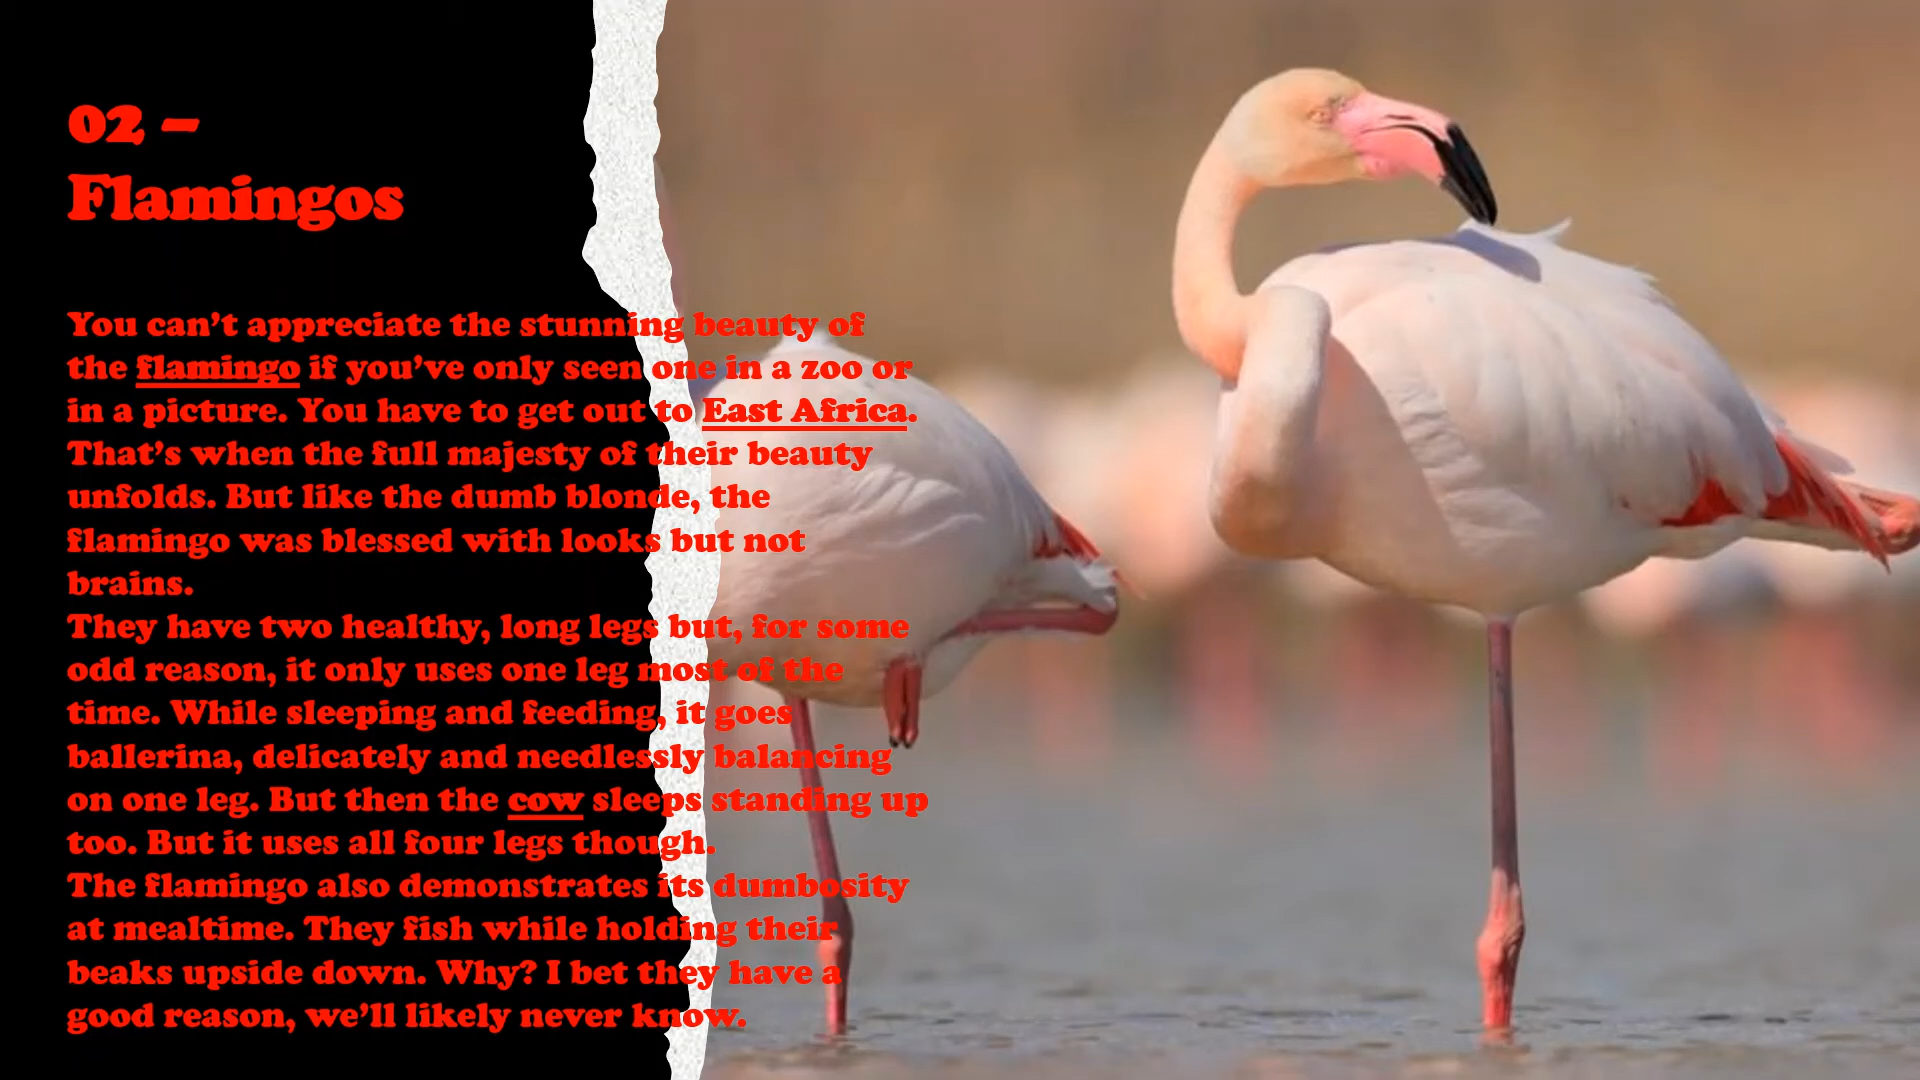 02 –
Flamingos
You can’t appreciate the stunning beauty of
the flamingo if you’ve only seen one in a zoo or
in a picture. You have to get out to East Africa.
That’s when the full majesty of their beauty
unfolds. But like the dumb blonde, the
flamingo was blessed with looks but not
brains.
They have two healthy, long legs but, for some
odd reason, it only uses one leg most of the
time. While sleeping and feeding, it goes
ballerina, delicately and needlessly balancing
on one leg. But then the cow sleeps standing up
too. But it uses all four legs though.
The flamingo also demonstrates its dumbosity
at mealtime. They fish while holding their
beaks upside down. Why? I bet they have a
good reason, we’ll likely never know.